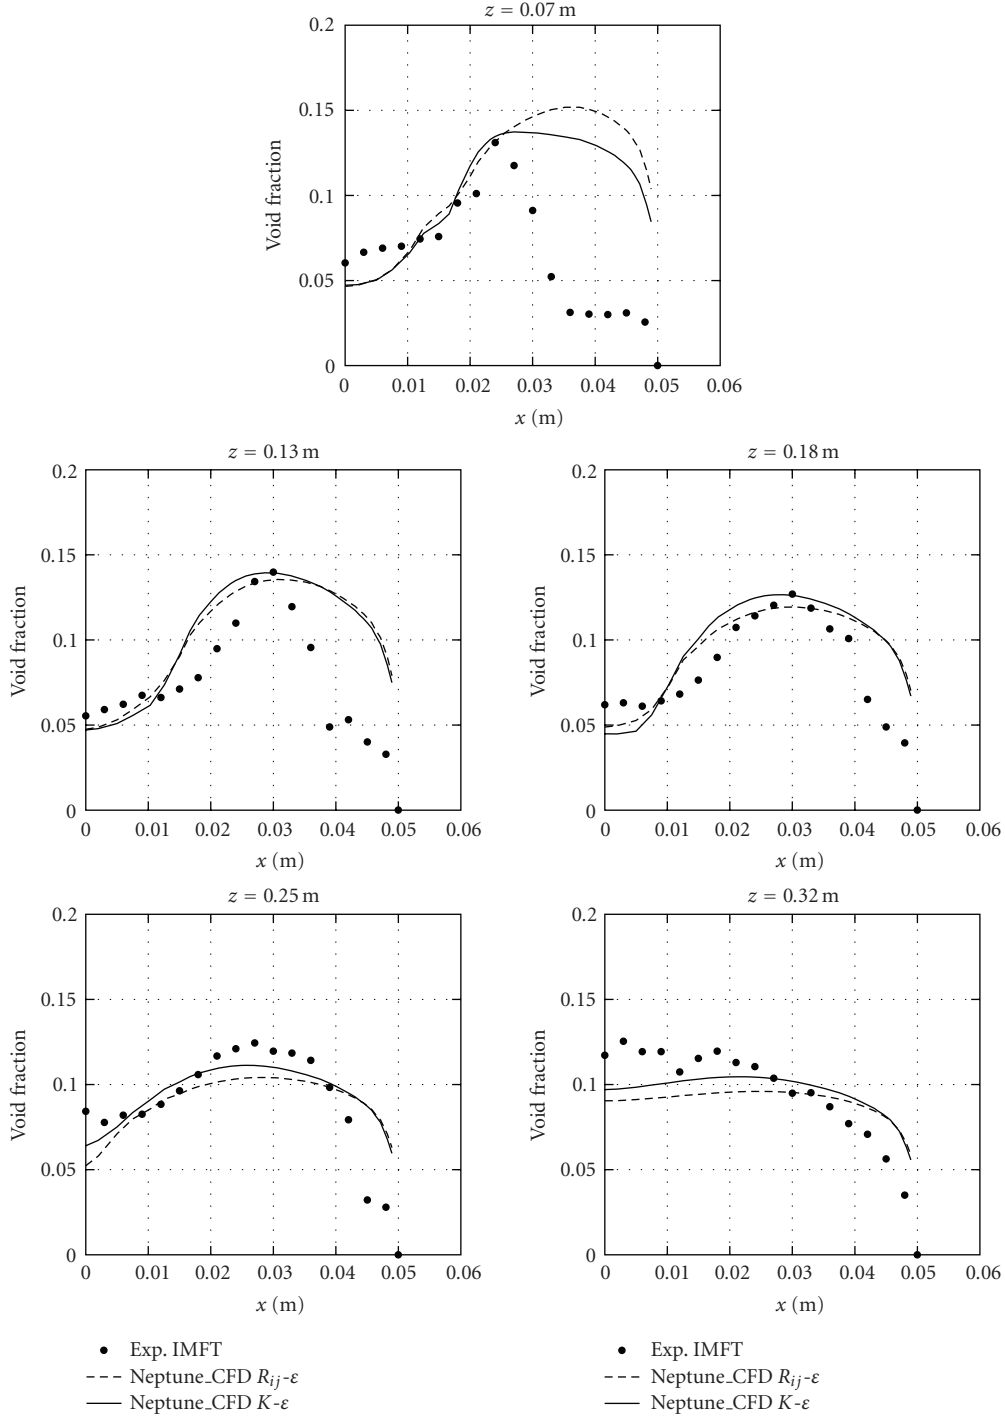 z = 0.07 m
0.2
0.15
0.1
0.05
0
Void fraction
0 0.01 0.02 0.03 0.04 0.05 0.06
x (m)
z = 0.13 m
0.2
0.15
0.1
0.05
0
Void fraction
0 0.01 0.02 0.03 0.04 0.05 0.06
x (m)
z = 0.18 m
0.2
0.15
0.1
0.05
0
Void fraction
0 0.01 0.02 0.03 0.04 0.05 0.06
x (m)
z = 0.25 m
0.2
0.15
0.1
0.05
0
Void fraction
0 0.01 0.02 0.03 0.04 0.05 0.06
x (m)
z = 0.32 m
0.2
0.15
0.1
0.05
0
Void fraction
0 0.01 0.02 0.03 0.04 0.05 0.06
x (m)
Exp. IMFT
Neptune_CFD R_{ij}-ε
Neptune_CFD K-ε
Exp. IMFT
Neptune_CFD R_{ij}-ε
Neptune_CFD K-ε